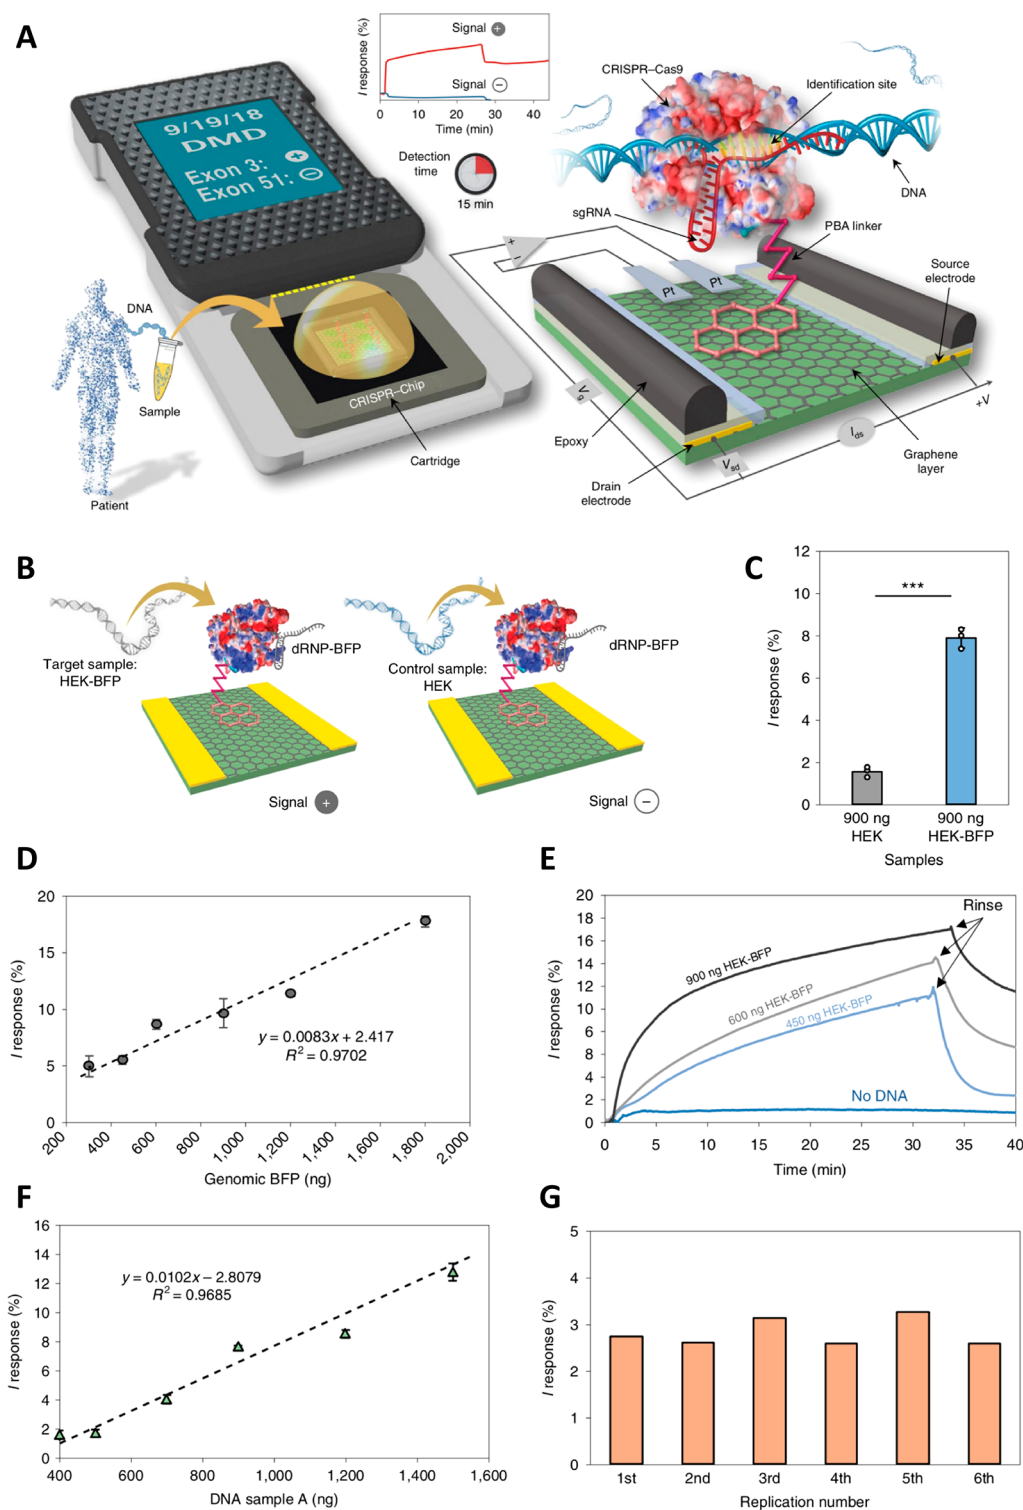 A
I response (%)
Signal +
Signal −
0 10 20 30 40
Time (min)
Detection
time
15 min
9/19/18
DMD
Exon 3: +
Exon 51: −
DNA
Sample
Patient
CRISPR–Chip
Cartridge
CRISPR–Cas9
Identification site
DNA
sgRNA
PBA linker
Source
electrode
+
−
Pt
Pt
Vg
Epoxy
Drain
electrode
Vsd
Ids
+V
Graphene
layer
B
Target sample:
HEK-BFP
dRNP-BFP
Signal +
Control sample:
HEK
dRNP-BFP
Signal −
C
I response (%)
12
10
8
6
4
2
0
***
900 ng
HEK
900 ng
HEK-BFP
Samples
D
I response (%)
20
15
10
5
0
y = 0.0083x + 2.417
R2 = 0.9702
200 400 600 800 1,000 1,200 1,400 1,600 1,800 2,000
Genomic BFP (ng)
E
I response (%)
20
18
16
14
12
10
8
6
4
2
0
Rinse
900 ng HEK-BFP
600 ng HEK-BFP
450 ng HEK-BFP
No DNA
0 5 10 15 20 25 30 35 40
Time (min)
F
I response (%)
16
14
12
10
8
6
4
2
0
y = 0.0102x − 2.8079
R2 = 0.9685
400 600 800 1,000 1,200 1,400 1,600
DNA sample A (ng)
G
I response (%)
5
4
3
2
1
0
1st 2nd 3rd 4th 5th 6th
Replication number